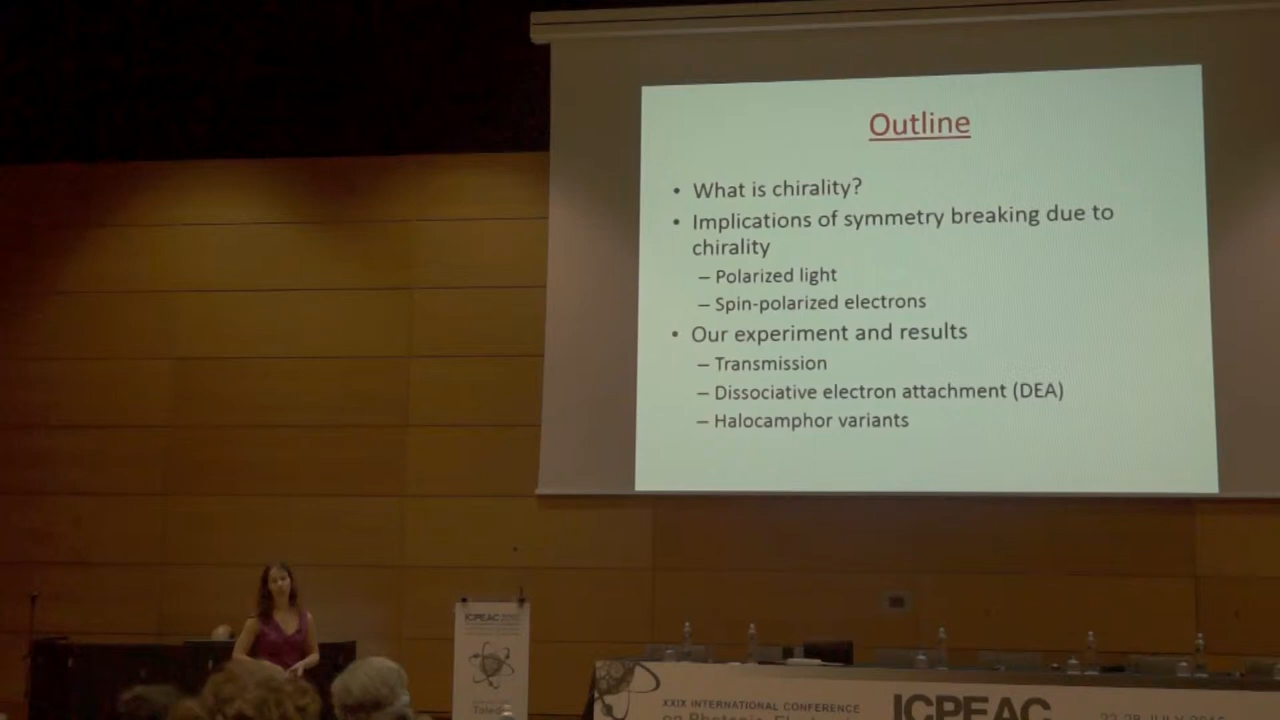 Outline
• What is chirality?
• Implications of symmetry breaking due to
chirality
– Polarized light
– Spin-polarized electrons
• Our experiment and results
– Transmission
– Dissociative electron attachment (DEA)
– Halocamphor variants
ICPEAC
XXIX INTERNATIONAL CONFERENCE
ICPEAC